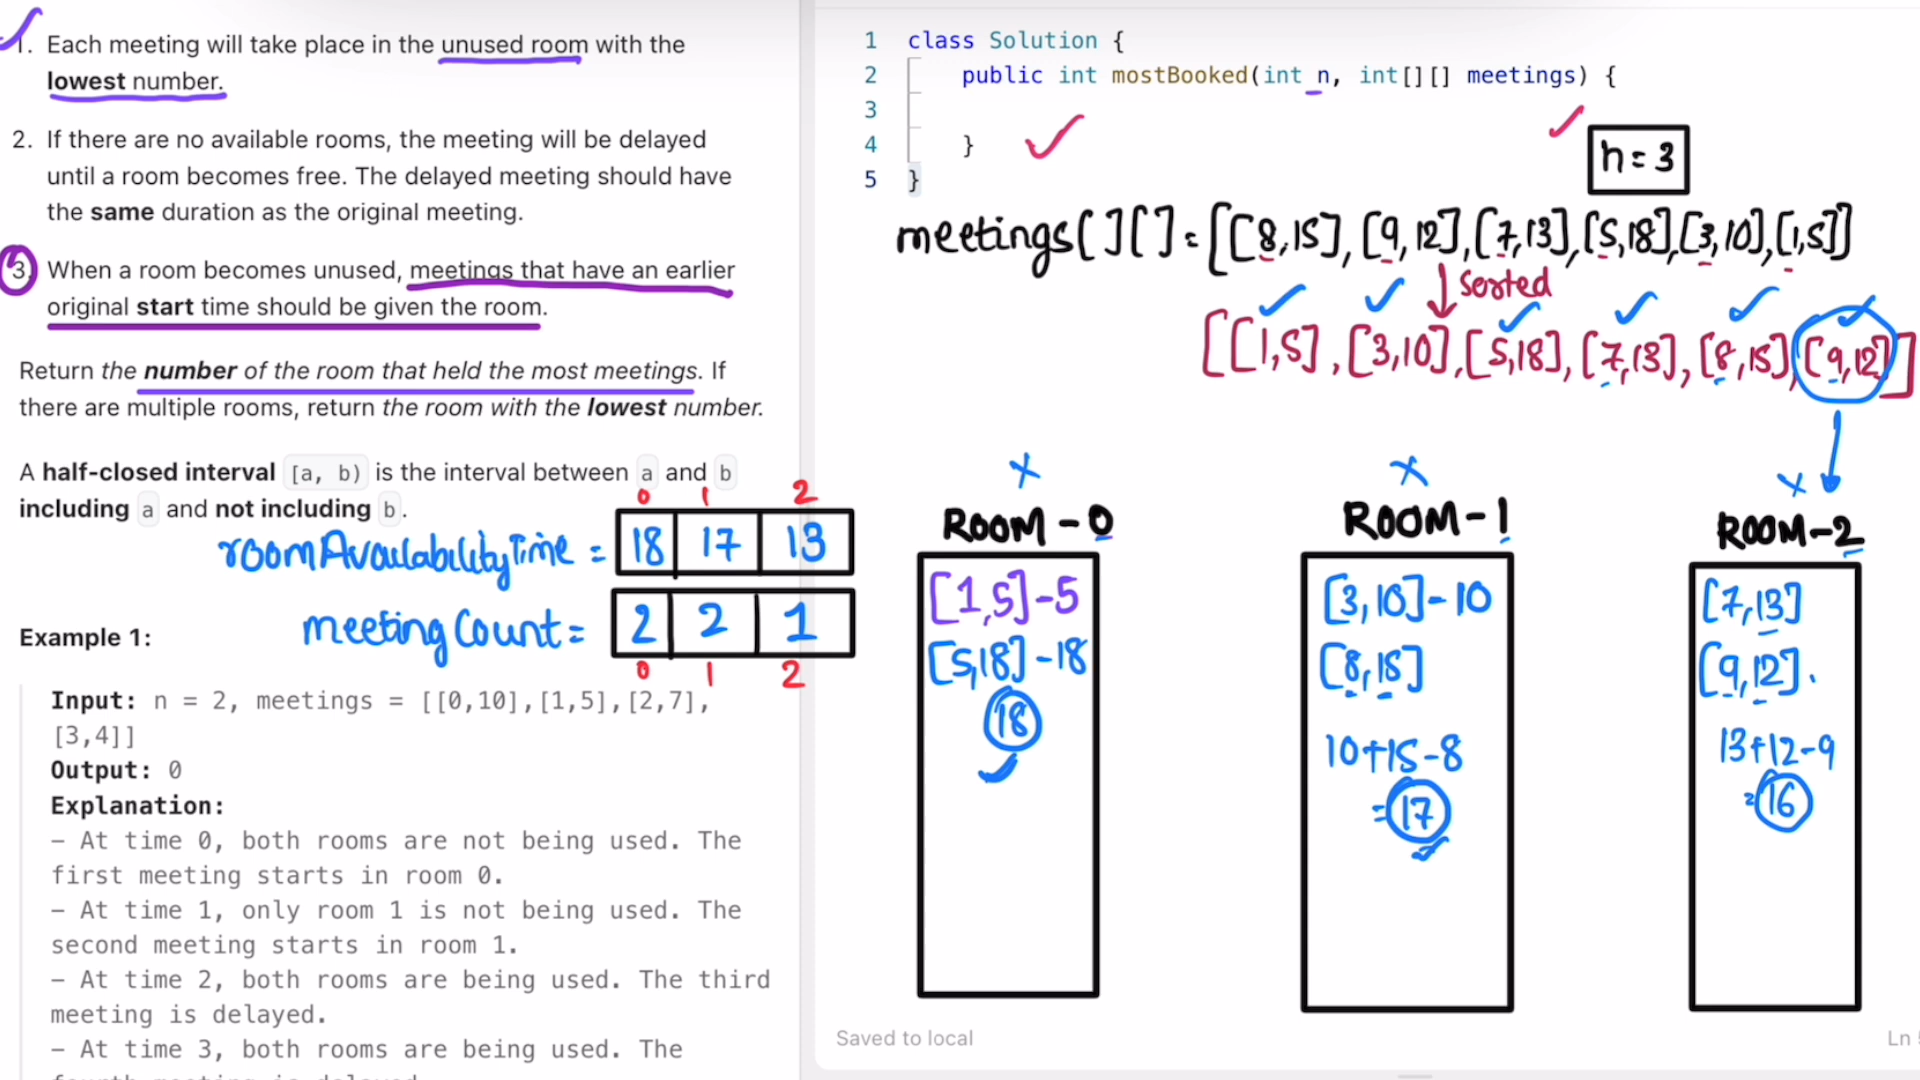 1. Each meeting will take place in the unused room with the
lowest number.
2. If there are no available rooms, the meeting will be delayed
until a room becomes free. The delayed meeting should have
the same duration as the original meeting.
3. When a room becomes unused, meetings that have an earlier
original start time should be given the room.
Return the number of the room that held the most meetings. If
there are multiple rooms, return the room with the lowest number.
A half-closed interval [a, b) is the interval between a and b
including a and not including b.
0 1 2
roomAvailabilityTime = 18 17 13
meetingCount = 2 2 1
0 1 2
Example 1:
Input: n = 2, meetings = [[0,10],[1,5],[2,7],
[3,4]]
Output: 0
Explanation:
– At time 0, both rooms are not being used. The
first meeting starts in room 0.
– At time 1, only room 1 is not being used. The
second meeting starts in room 1.
– At time 2, both rooms are being used. The third
meeting is delayed.
– At time 3, both rooms are being used. The
1 class Solution {
2 public int mostBooked(int n, int[][] meetings) {
3
4 }
5 }
n = 3
meetings[][] = [[8,15],[9,12],[7,13],[5,18],[3,10],[1,5]]
sorted
[[1,5],[3,10],[5,18],[7,13],[8,15],[9,12]]
ROOM-0
[1,5]-5
[5,18]-18
18
ROOM-1
[3,10]-10
[8,15]
10+15-8
=17
ROOM-2
[7,13]
[9,12].
13+12-9
=16
Saved to local
Ln